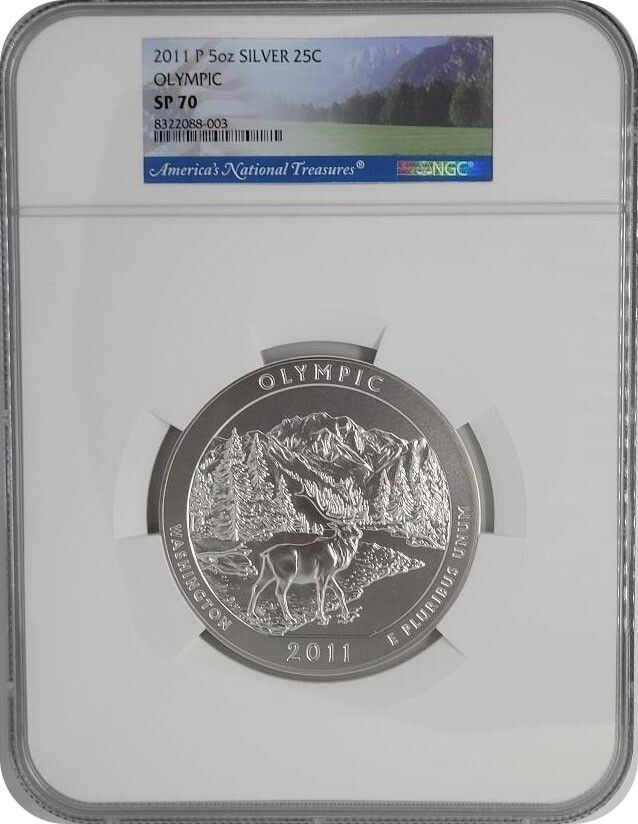 2011 P 5oz SILVER 25C
OLYMPIC
SP 70
8322088-003
America's National Treasures®
NGC®
OLYMPIC
WASHINGTON
2011
E PLURIBUS UNUM